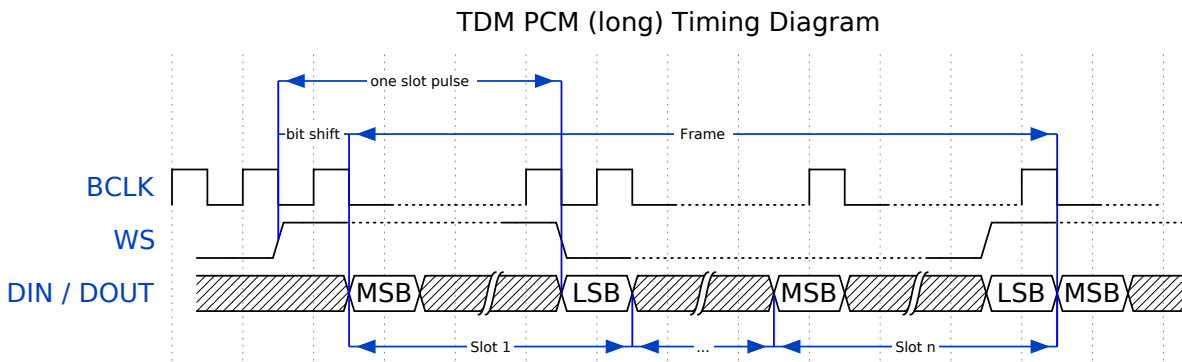 TDM PCM (long) Timing Diagram
one slot pulse
bit shift
Frame
BCLK
WS
DIN / DOUT
MSB
LSB
MSB
LSB
MSB
Slot 1
...
Slot n